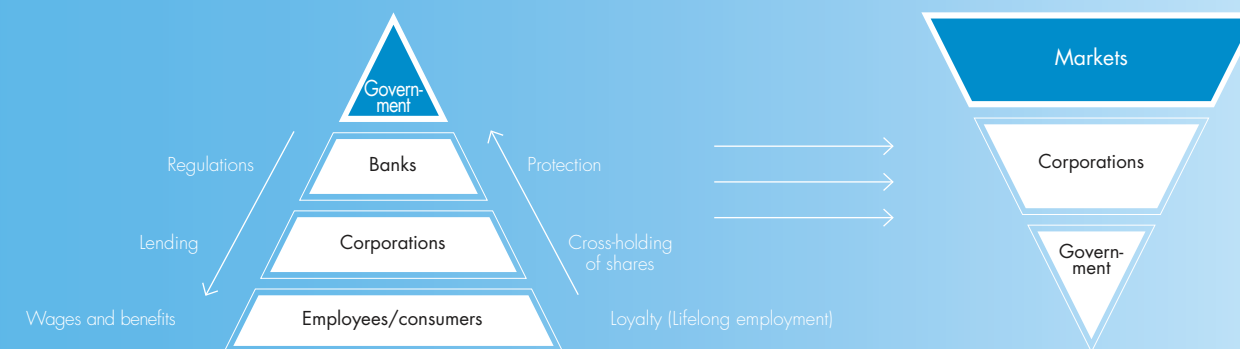 Govern-
ment
Regulations
Banks
Protection
Lending
Corporations
Cross-holding
of shares
Wages and benefits
Employees/consumers
Loyalty (Lifelong employment)
Markets
Corporations
Govern-
ment